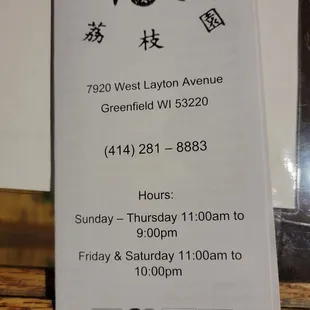 荔枝園
7920 West Layton Avenue
Greenfield WI 53220
(414) 281 – 8883
Hours:
Sunday – Thursday 11:00am to
9:00pm
Friday & Saturday 11:00am to
10:00pm